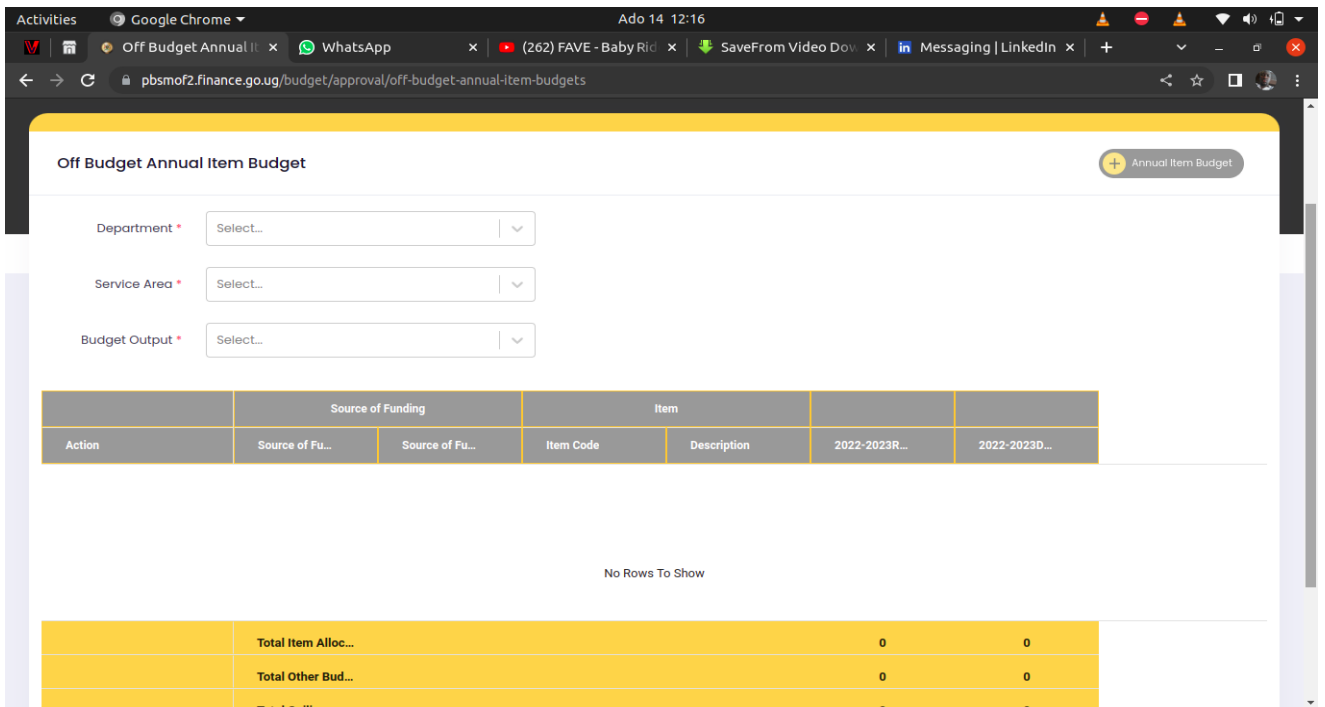 Activities Google Chrome Ado 14 12:16
Off Budget Annual It WhatsApp (262) FAVE - Baby Rid SaveFrom Video Dow Messaging | LinkedIn
pbsmof2.finance.go.ug/budget/approval/off-budget-annual-item-budgets
Off Budget Annual Item Budget
Annual Item Budget
Department * Select...
Service Area * Select...
Budget Output * Select...
Source of Funding Item
Action Source of Fu... Source of Fu... Item Code Description 2022-2023R... 2022-2023D...
No Rows To Show
Total Item Alloc... 0 0
Total Other Bud... 0 0